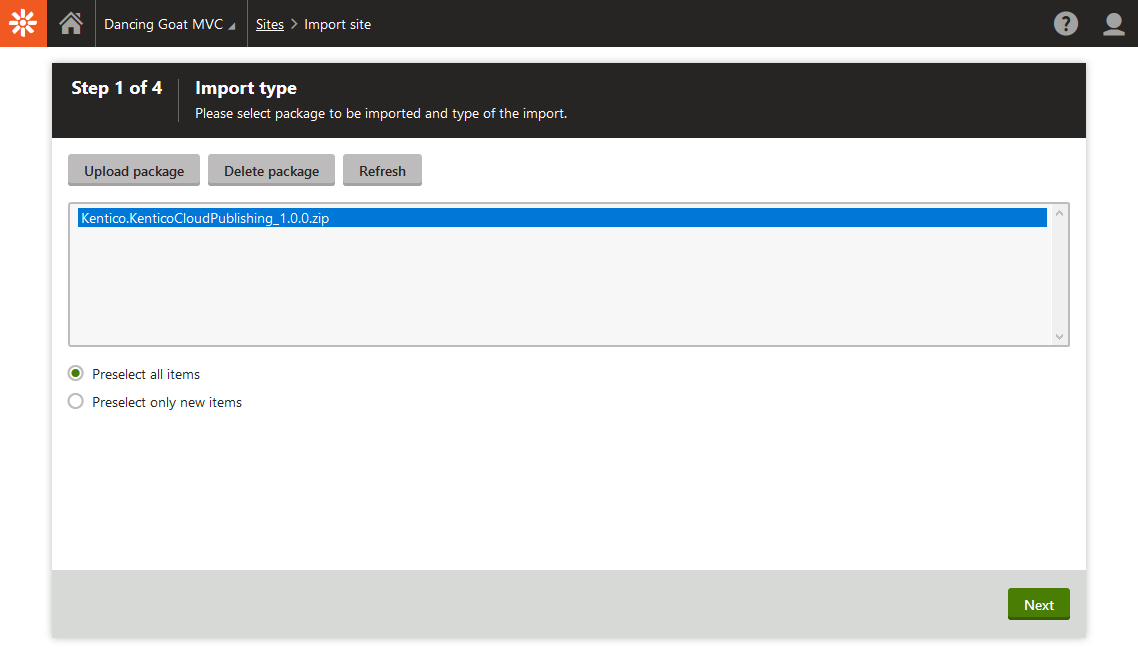 Dancing Goat MVC Sites > Import site ?
Step 1 of 4 Import type
Please select package to be imported and type of the import.
Upload package Delete package Refresh
Kentico.KenticoCloudPublishing_1.0.0.zip
Preselect all items
Preselect only new items
Next